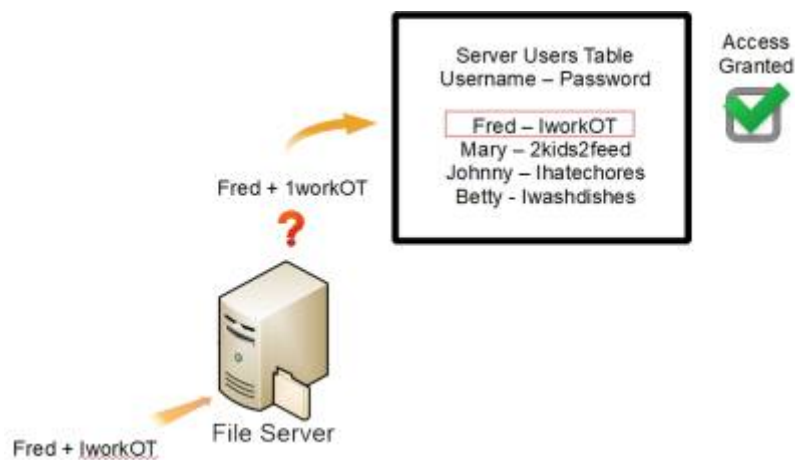 Server Users Table
Username – Password
Fred – IworkOT
Mary – 2kids2feed
Johnny – Ihatechores
Betty - Iwashdishes
Access
Granted
Fred + 1workOT
?
File Server
Fred + IworkOT